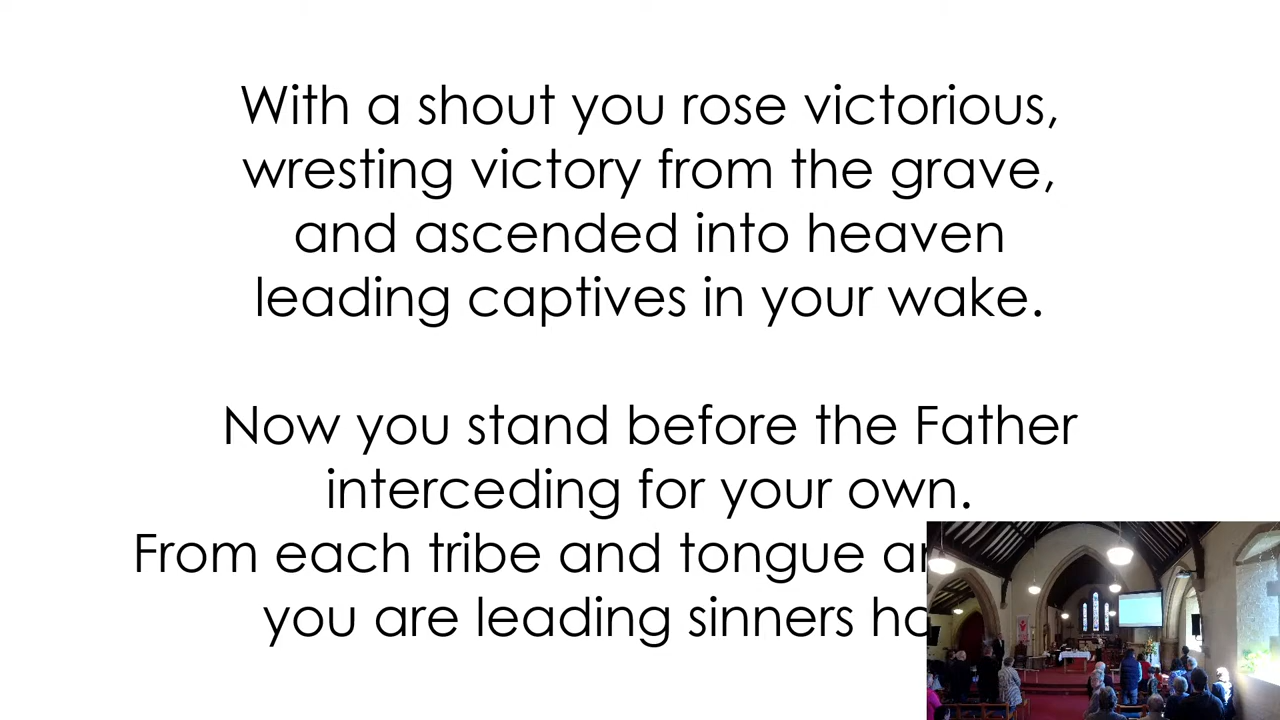 With a shout you rose victorious,
wresting victory from the grave,
and ascended into heaven
leading captives in your wake.
Now you stand before the Father
interceding for your own.
From each tribe and tongue
you are leading sinners